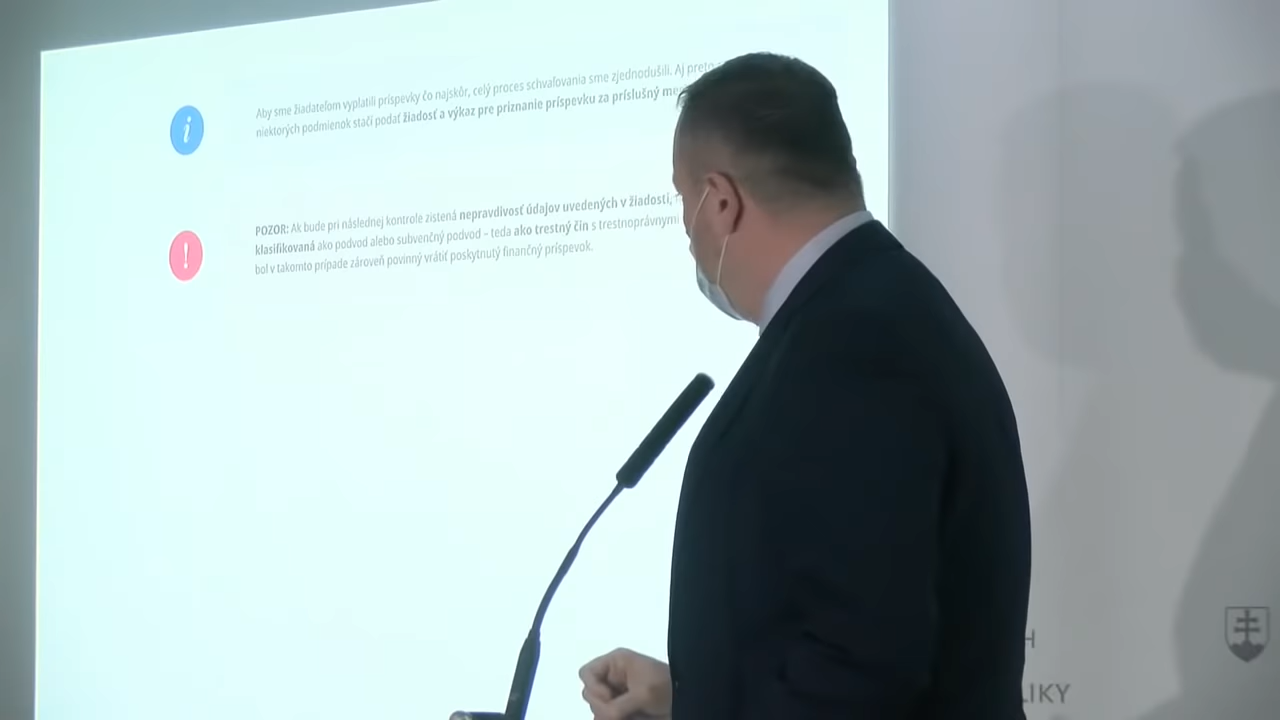 Aby sme žiadateľom vyplatili príspevky čo najskôr, celý proces schvaľovania sme zjednodušili. Aj preto
niektorých podmienok stačí podať žiadosť a výkaz pre priznanie príspevku za príslušný
POZOR: Ak bude pri následnej kontrole zistená nepravdivosť údajov uvedených v žiadosti,
klasifikovaná ako podvod alebo subvenčný podvod – teda ako trestný čin s trestnoprávnymi
bol v takomto prípade zároveň povinný vrátiť poskytnutý finančný príspevok.